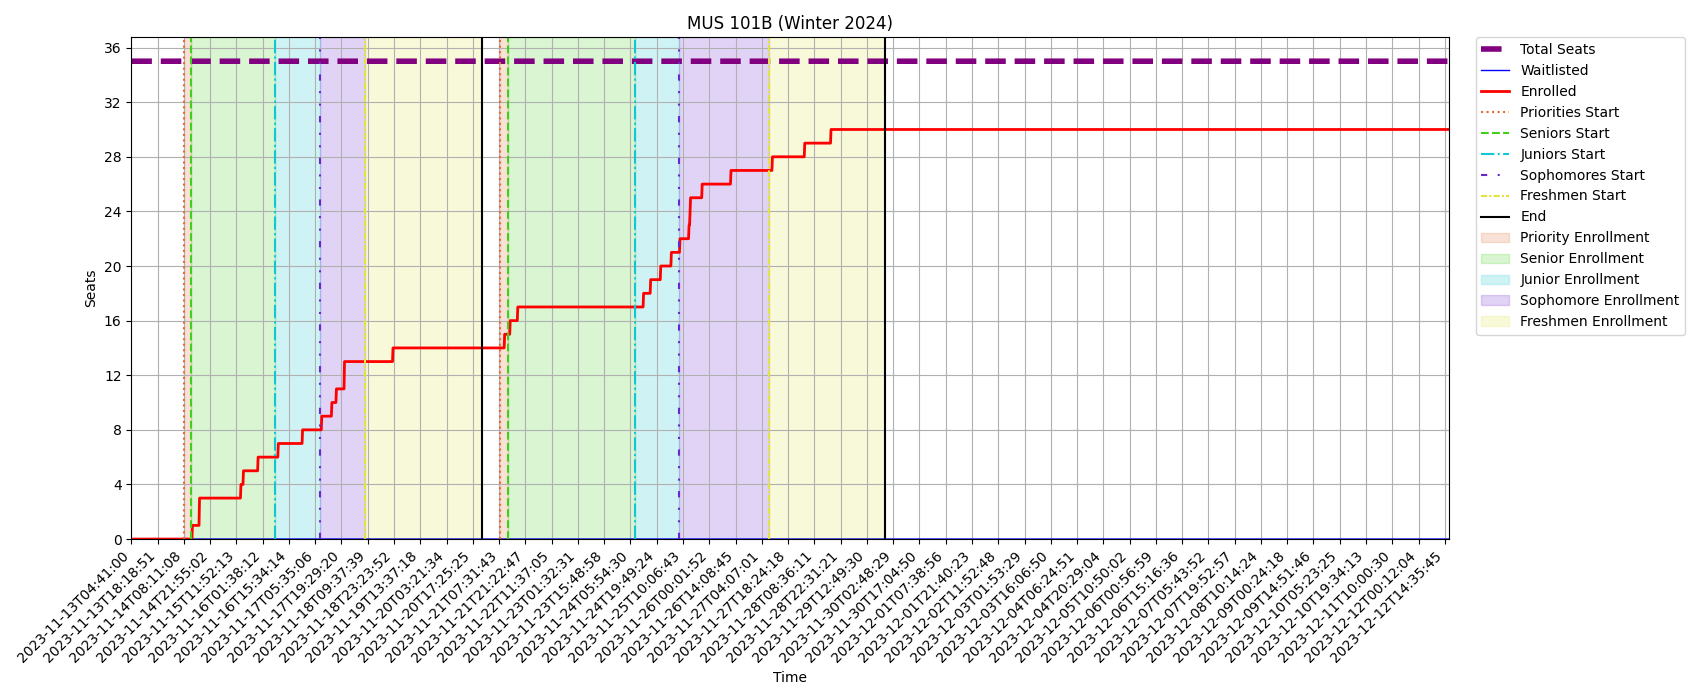 MUS 101B (Winter 2024)
Seats
36
32
28
24
20
16
12
8
4
0
2023-11-13T04:41:00
2023-11-13T18:18:51
2023-11-14T08:11:08
2023-11-14T21:55:02
2023-11-15T11:52:13
2023-11-16T01:38:12
2023-11-16T15:34:14
2023-11-17T05:35:06
2023-11-17T19:29:20
2023-11-18T09:37:39
2023-11-18T23:23:52
2023-11-19T13:37:18
2023-11-20T03:21:34
2023-11-20T17:25:25
2023-11-21T07:31:43
2023-11-21T21:22:47
2023-11-22T11:37:05
2023-11-23T01:32:31
2023-11-23T15:48:58
2023-11-24T05:54:30
2023-11-24T19:49:24
2023-11-25T10:06:43
2023-11-26T00:01:52
2023-11-26T14:08:45
2023-11-27T04:07:01
2023-11-27T18:24:18
2023-11-28T08:36:11
2023-11-28T22:31:21
2023-11-29T12:49:30
2023-11-30T02:48:29
2023-11-30T17:04:50
2023-12-01T07:38:56
2023-12-01T21:40:23
2023-12-02T11:52:48
2023-12-03T01:53:29
2023-12-03T16:06:50
2023-12-04T06:24:51
2023-12-04T20:29:04
2023-12-05T10:50:02
2023-12-06T00:56:59
2023-12-06T15:16:36
2023-12-07T05:43:52
2023-12-07T19:52:57
2023-12-08T10:14:24
2023-12-09T00:24:18
2023-12-09T14:51:46
2023-12-10T05:23:25
2023-12-10T19:34:13
2023-12-11T10:00:30
2023-12-12T00:12:04
2023-12-12T14:35:45
Time
Total Seats
Waitlisted
Enrolled
Priorities Start
Seniors Start
Juniors Start
Sophomores Start
Freshmen Start
End
Priority Enrollment
Senior Enrollment
Junior Enrollment
Sophomore Enrollment
Freshmen Enrollment